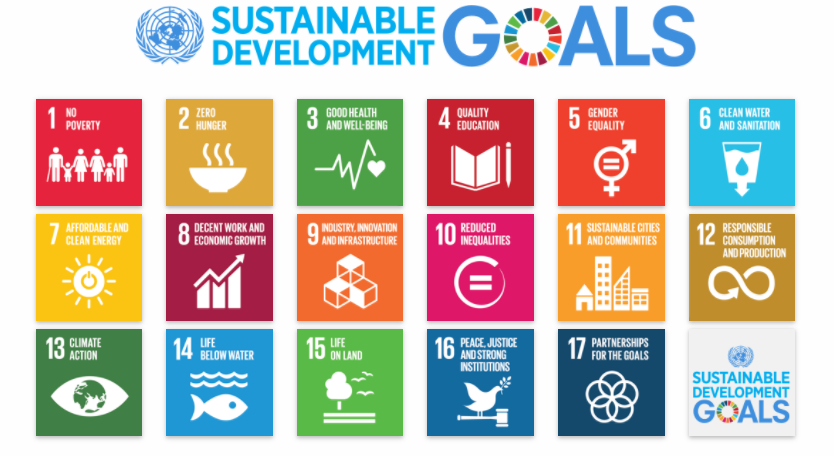 SUSTAINABLE
DEVELOPMENT
GOALS
1 NO
POVERTY
2 ZERO
HUNGER
3 GOOD HEALTH
AND WELL-BEING
4 QUALITY
EDUCATION
5 GENDER
EQUALITY
6 CLEAN WATER
AND SANITATION
7 AFFORDABLE AND
CLEAN ENERGY
8 DECENT WORK AND
ECONOMIC GROWTH
9 INDUSTRY, INNOVATION
AND INFRASTRUCTURE
10 REDUCED
INEQUALITIES
11 SUSTAINABLE CITIES
AND COMMUNITIES
12 RESPONSIBLE
CONSUMPTION
AND PRODUCTION
13 CLIMATE
ACTION
14 LIFE
BELOW WATER
15 LIFE
ON LAND
16 PEACE, JUSTICE
AND STRONG
INSTITUTIONS
17 PARTNERSHIPS
FOR THE GOALS
SUSTAINABLE
DEVELOPMENT
GOALS